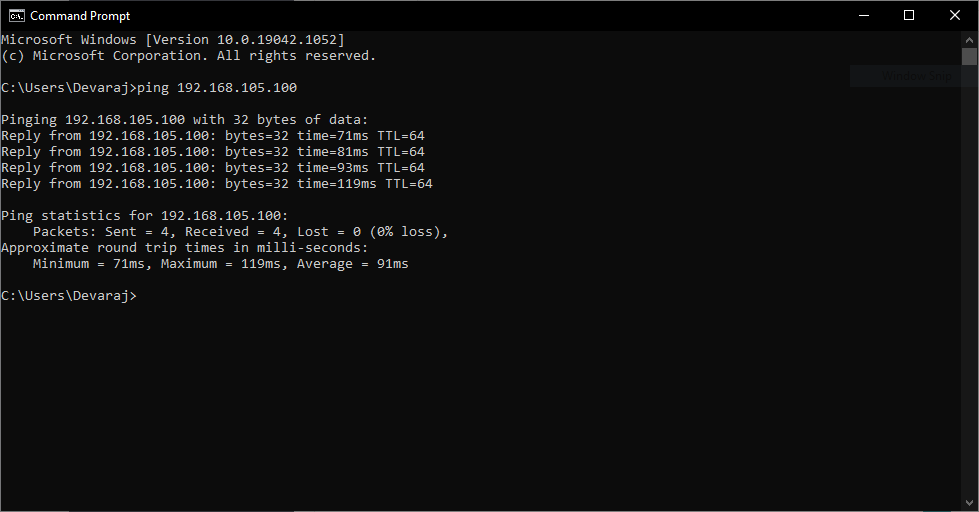 Command Prompt
Microsoft Windows [Version 10.0.19042.1052]
(c) Microsoft Corporation. All rights reserved.
C:\Users\Devaraj>ping 192.168.105.100
Pinging 192.168.105.100 with 32 bytes of data:
Reply from 192.168.105.100: bytes=32 time=71ms TTL=64
Reply from 192.168.105.100: bytes=32 time=81ms TTL=64
Reply from 192.168.105.100: bytes=32 time=93ms TTL=64
Reply from 192.168.105.100: bytes=32 time=119ms TTL=64
Ping statistics for 192.168.105.100:
    Packets: Sent = 4, Received = 4, Lost = 0 (0% loss),
Approximate round trip times in milli-seconds:
    Minimum = 71ms, Maximum = 119ms, Average = 91ms
C:\Users\Devaraj>